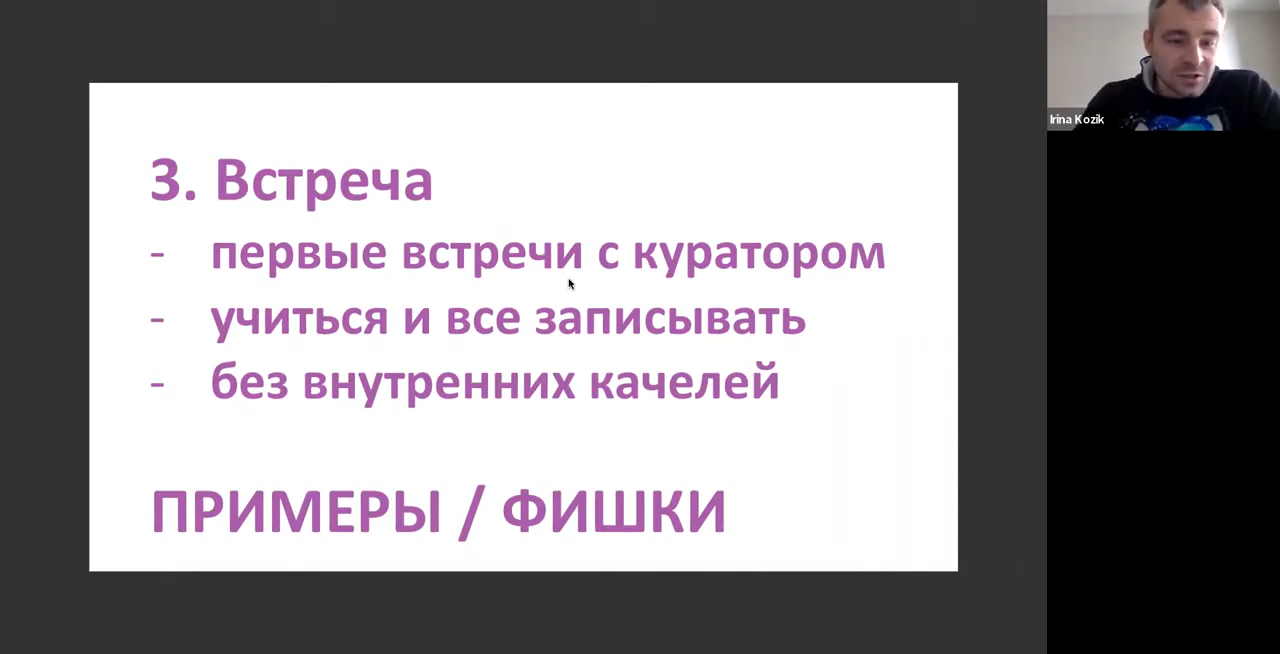 3. Встреча
- первые встречи с куратором
- учиться и все записывать
- без внутренних качелей
ПРИМЕРЫ / ФИШКИ
Irina Kozik